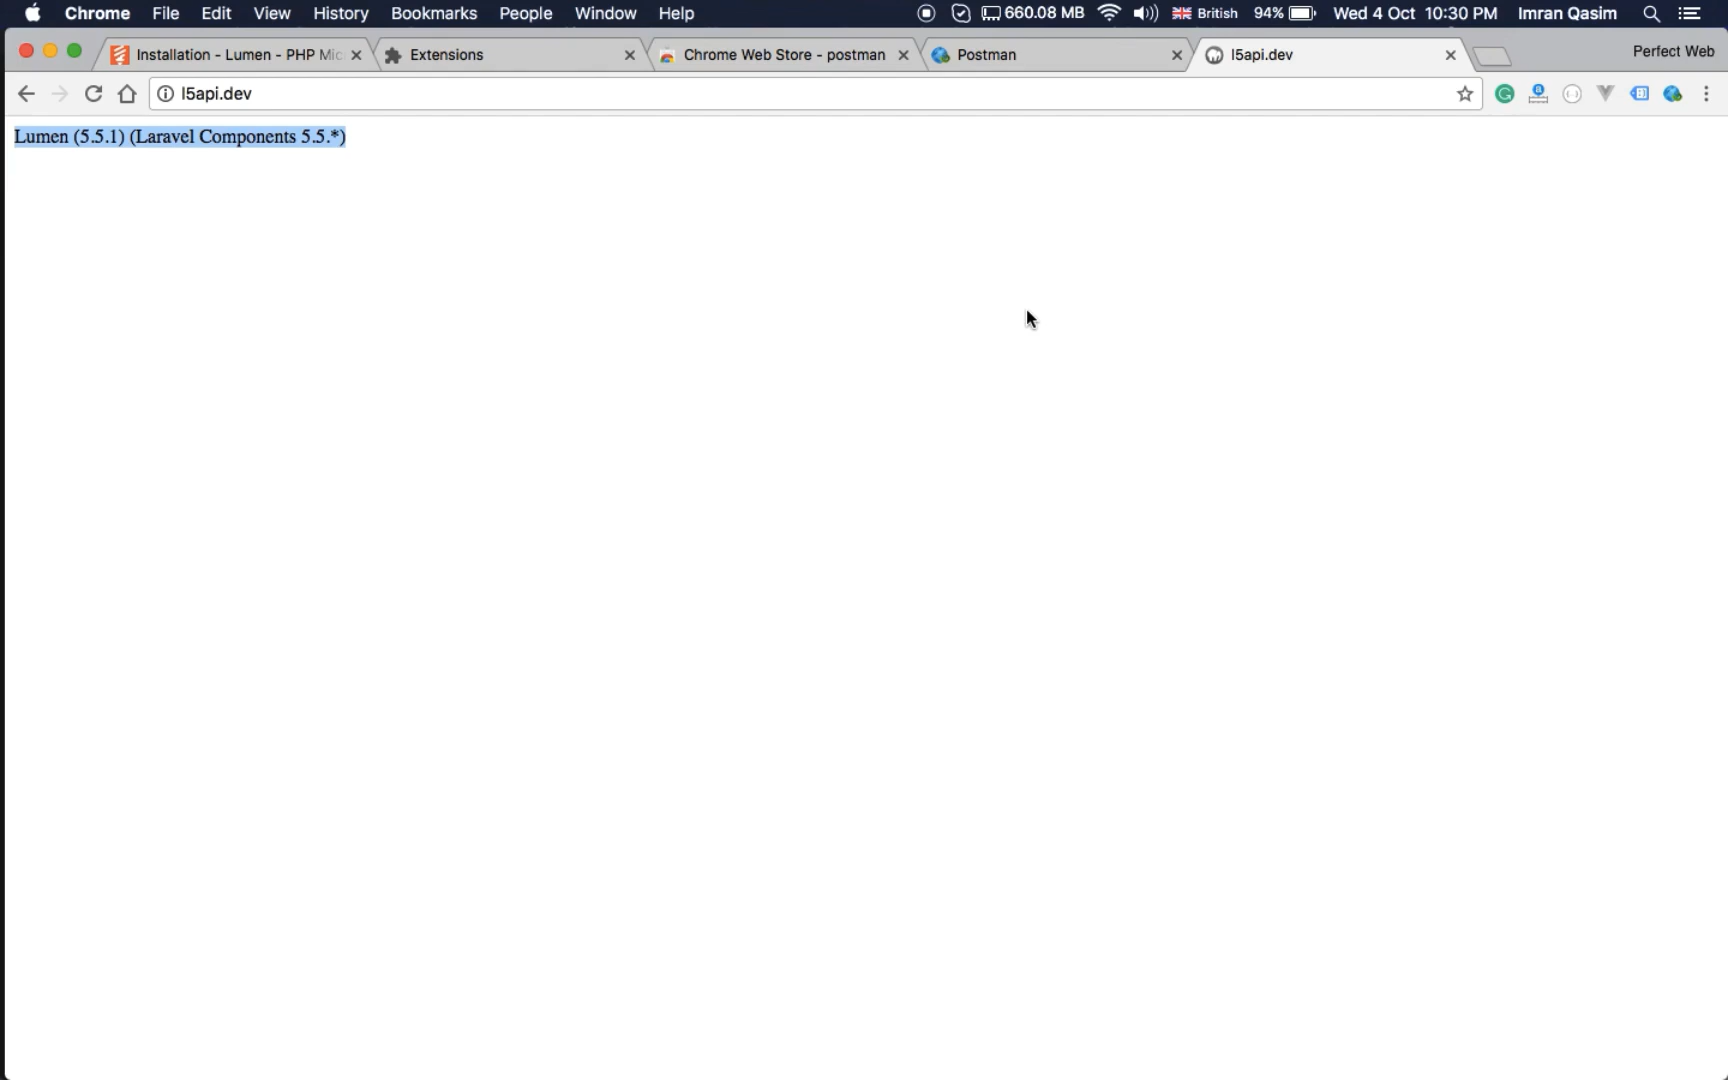 Chrome File Edit View History Bookmarks People Window Help 660.08 MB British 94% Wed 4 Oct 10:30 PM Imran Qasim
Installation - Lumen - PHP Mic Extensions Chrome Web Store - postman Postman l5api.dev Perfect Web
l5api.dev
Lumen (5.5.1) (Laravel Components 5.5.*)